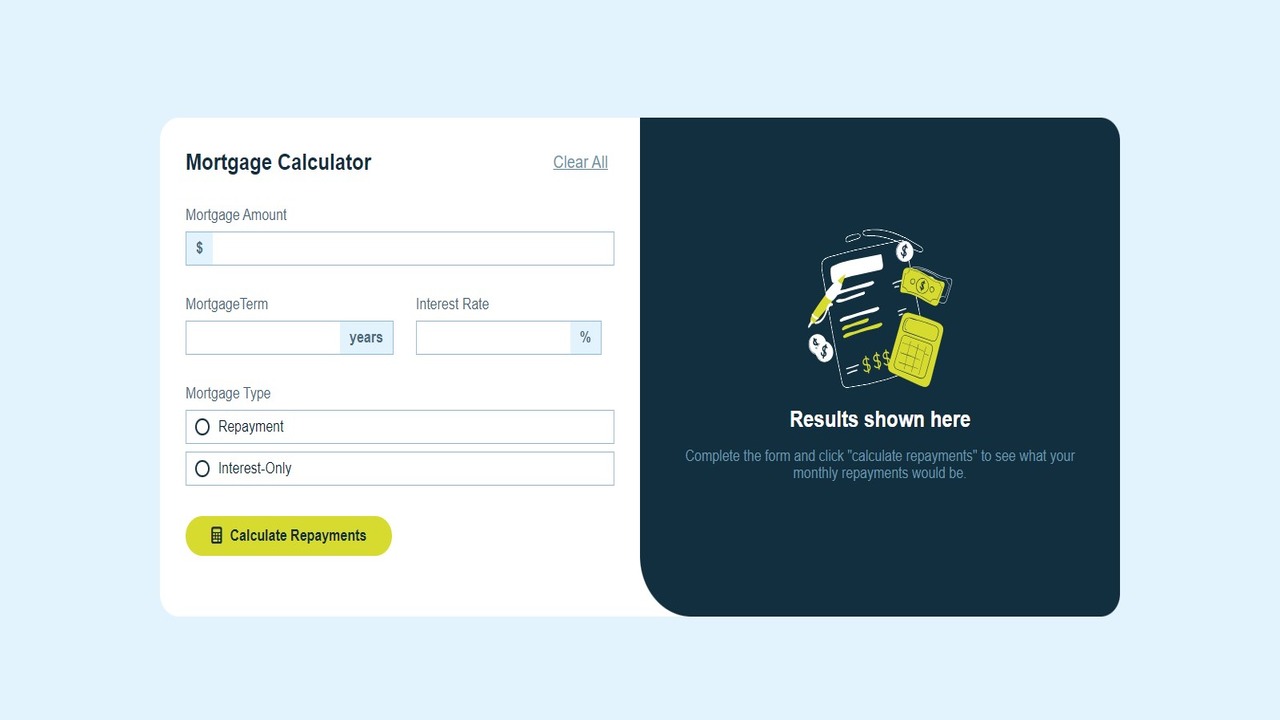 Mortgage Calculator
Clear All
Mortgage Amount
$
MortgageTerm
Interest Rate
years
%
Mortgage Type
Repayment
Interest-Only
Calculate Repayments
$
$
$
$
$$$
Results shown here
Complete the form and click "calculate repayments" to see what your
monthly repayments would be.